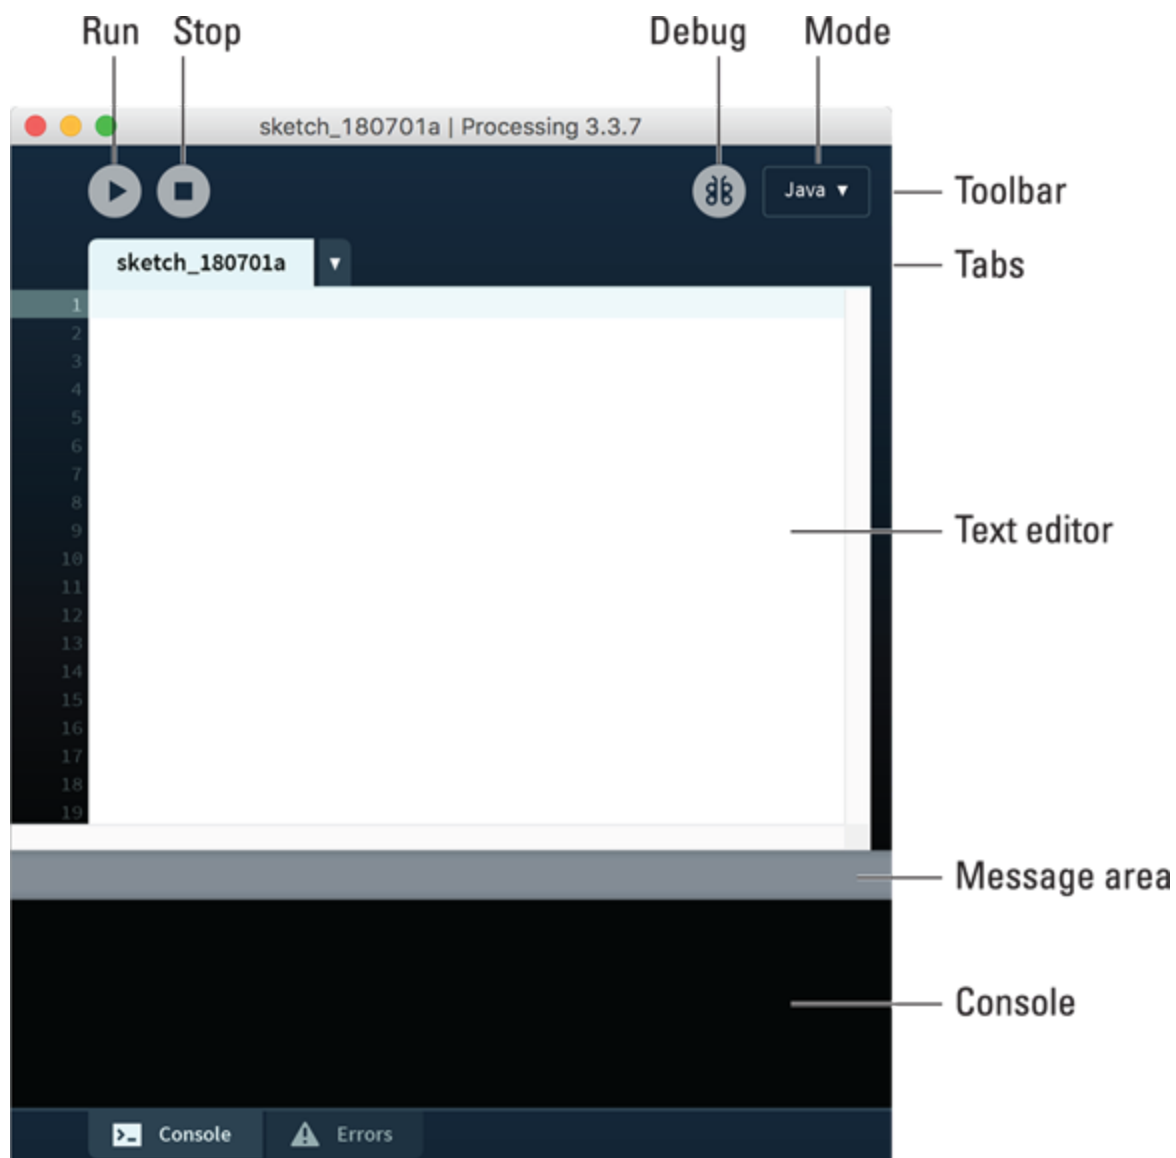 Run Stop Debug Mode
sketch_180701a | Processing 3.3.7
Java ▼ Toolbar
sketch_180701a ▼ Tabs
1
2
3
4
5
6
7
8
9 Text editor
10
11
12
13
14
15
16
17
18
19
Message area
Console
Console Errors